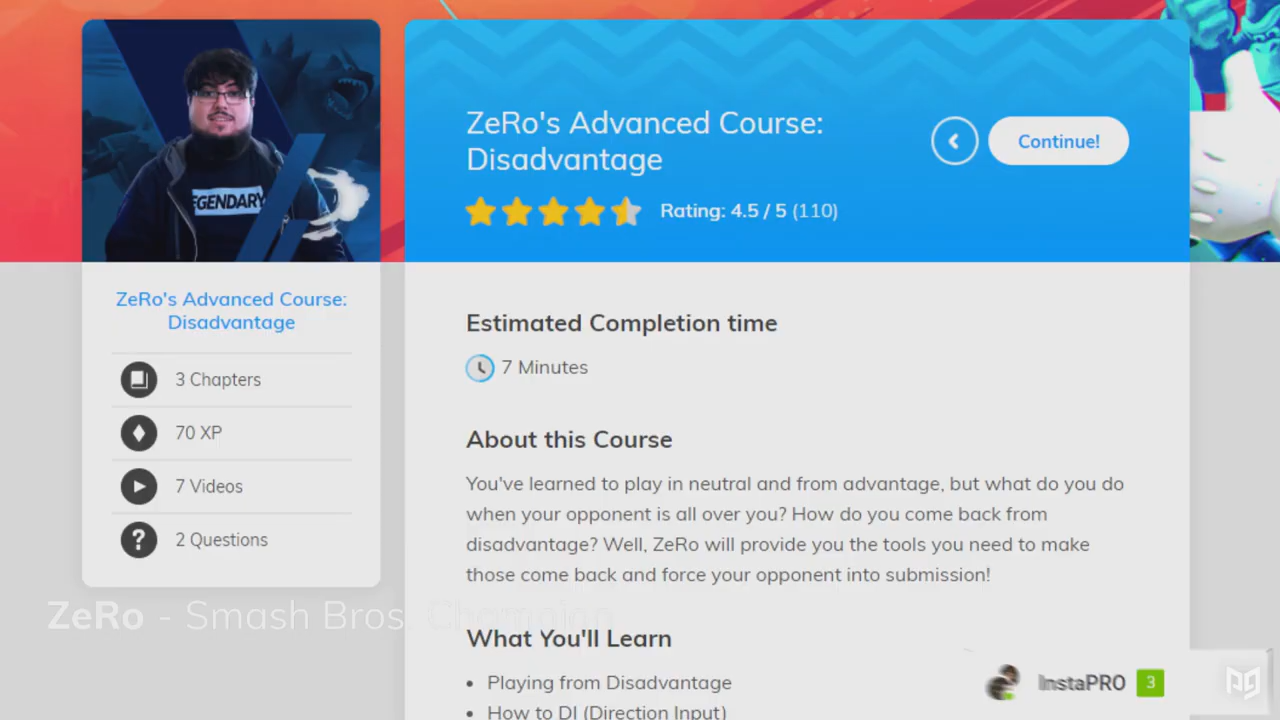 EGENDARY
ZeRo's Advanced Course:
Disadvantage
3 Chapters
70 XP
7 Videos
2 Questions
ZeRo's Advanced Course:
Disadvantage
Continue!
Rating: 4.5 / 5 (110)
Estimated Completion time
7 Minutes
About this Course
You've learned to play in neutral and from advantage, but what do you do
when your opponent is all over you? How do you come back from
disadvantage? Well, ZeRo will provide you the tools you need to make
those come back and force your opponent into submission!
ZeRo - Smash Bros. Champion
What You'll Learn
• Playing from Disadvantage
• How to DI (Direction Input)
InstaPRO 3